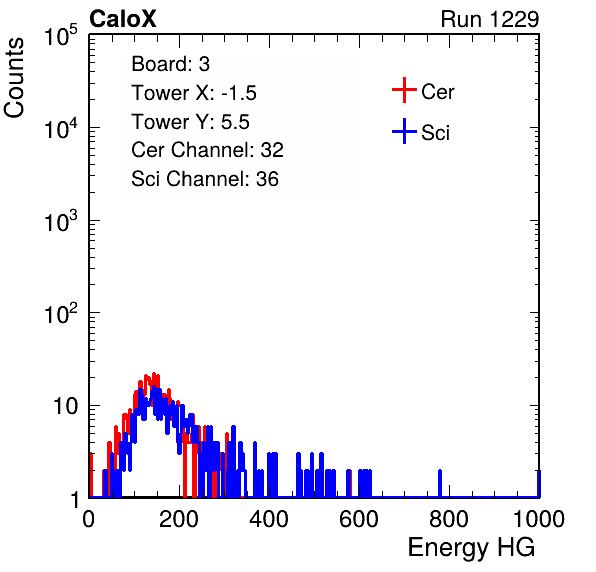 CaloX Run 1229
Counts
10^5
10^4
10^3
10^2
10
1
Board: 3
Tower X: -1.5
Tower Y: 5.5
Cer Channel: 32
Sci Channel: 36
Cer
Sci
0 200 400 600 800 1000
Energy HG